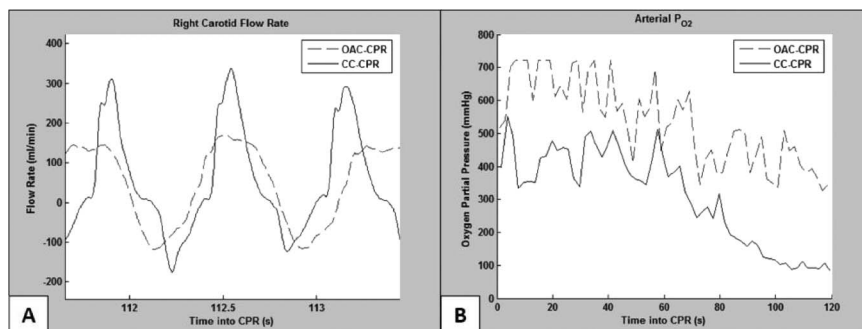 Right Carotid Flow Rate
OAC-CPR
CC-CPR
400
300
200
100
0
-100
-200
Flow Rate (ml/min)
112
112.5
113
Time into CPR (s)
A
Arterial P O2
OAC-CPR
CC-CPR
800
700
600
500
400
300
200
100
0
Oxygen Partial Pressure (mmHg)
0
20
40
60
80
100
120
Time into CPR (s)
B